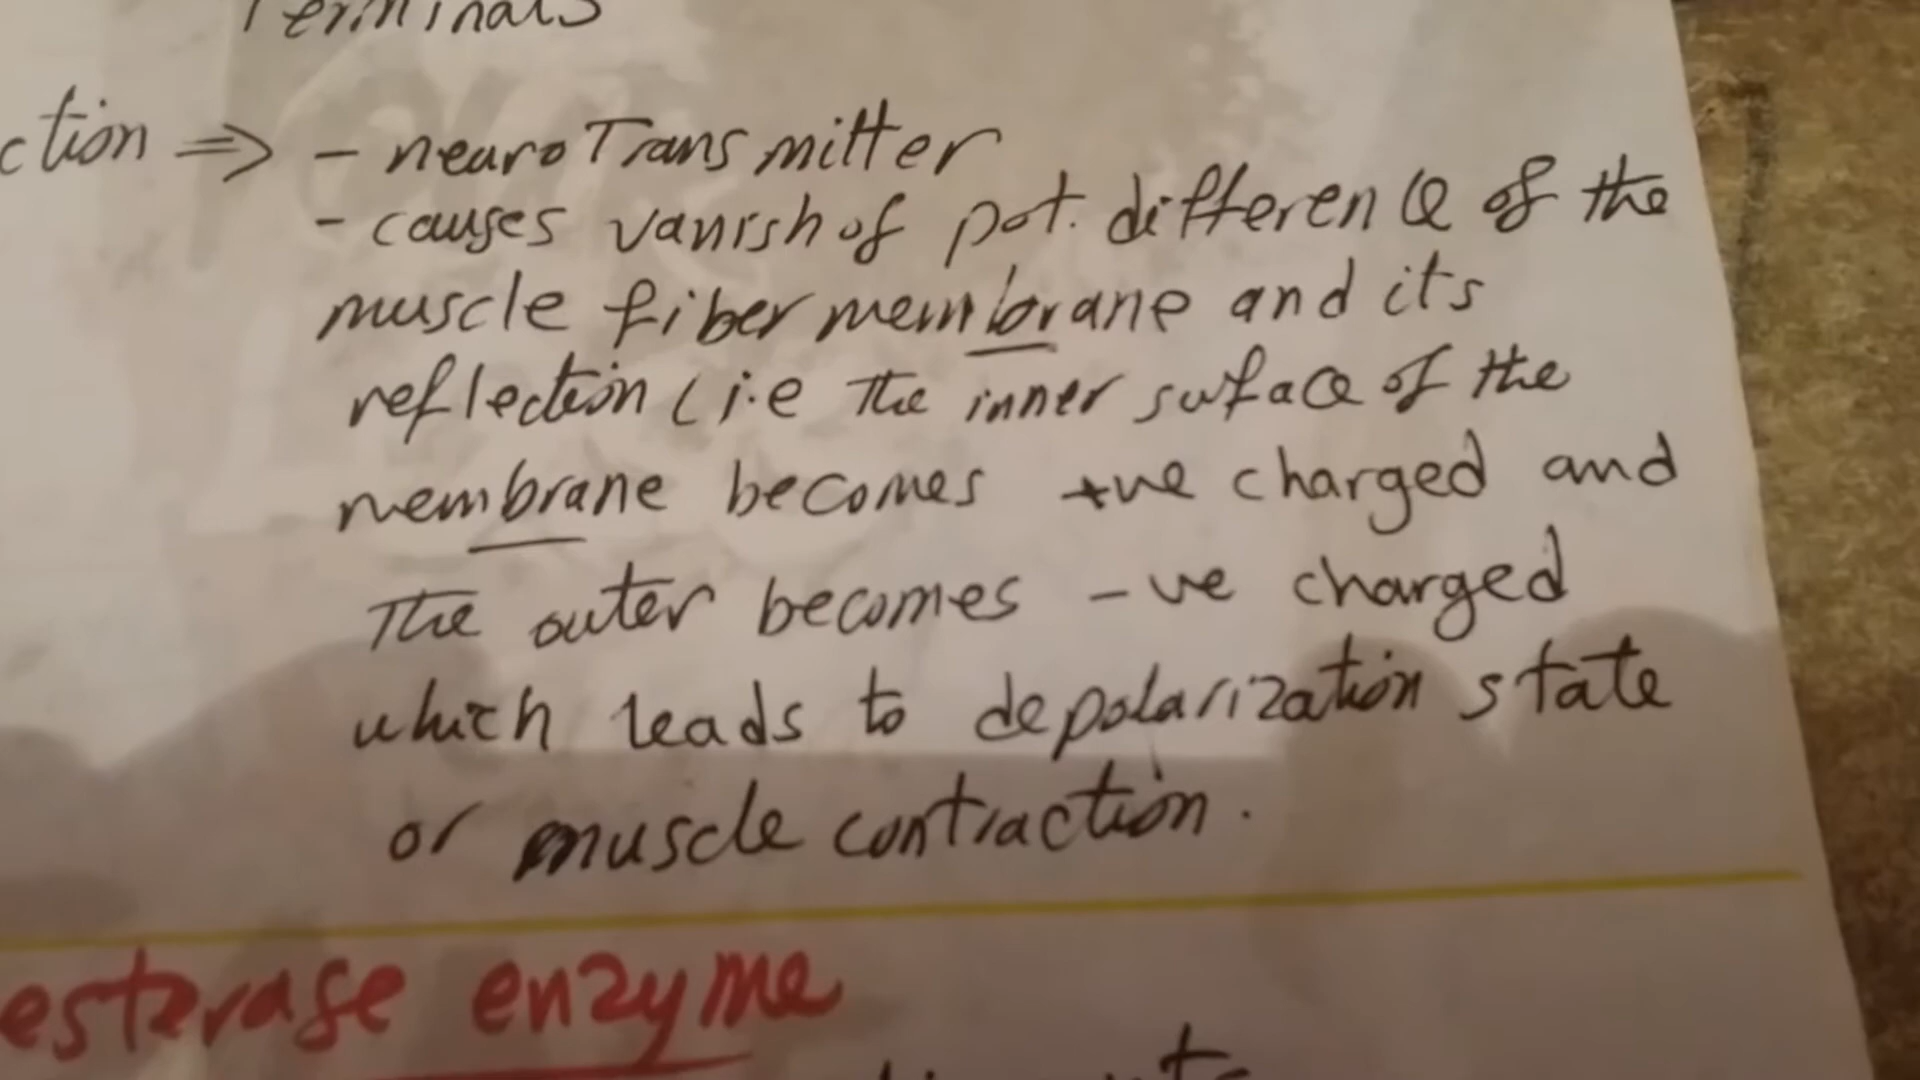 Terminals
ction ⇒ - neuroTransmitter
- causes vanish of pot. difference of the
muscle fiber membrane and its
reflection (i.e The inner surface of the
membrane becomes +ve charged and
The outer becomes -ve charged
which leads to depolarization state
or muscle contraction.
esterase enzyme